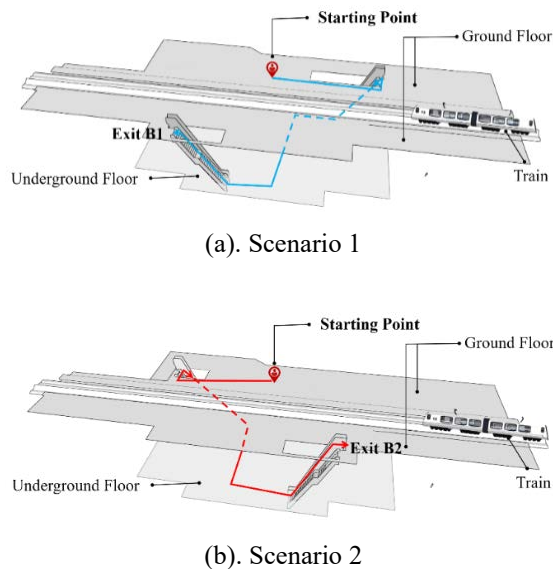 Starting Point
Ground Floor
Exit B1
Underground Floor
Train
(a). Scenario 1
Starting Point
Ground Floor
Exit B2
Underground Floor
Train
(b). Scenario 2